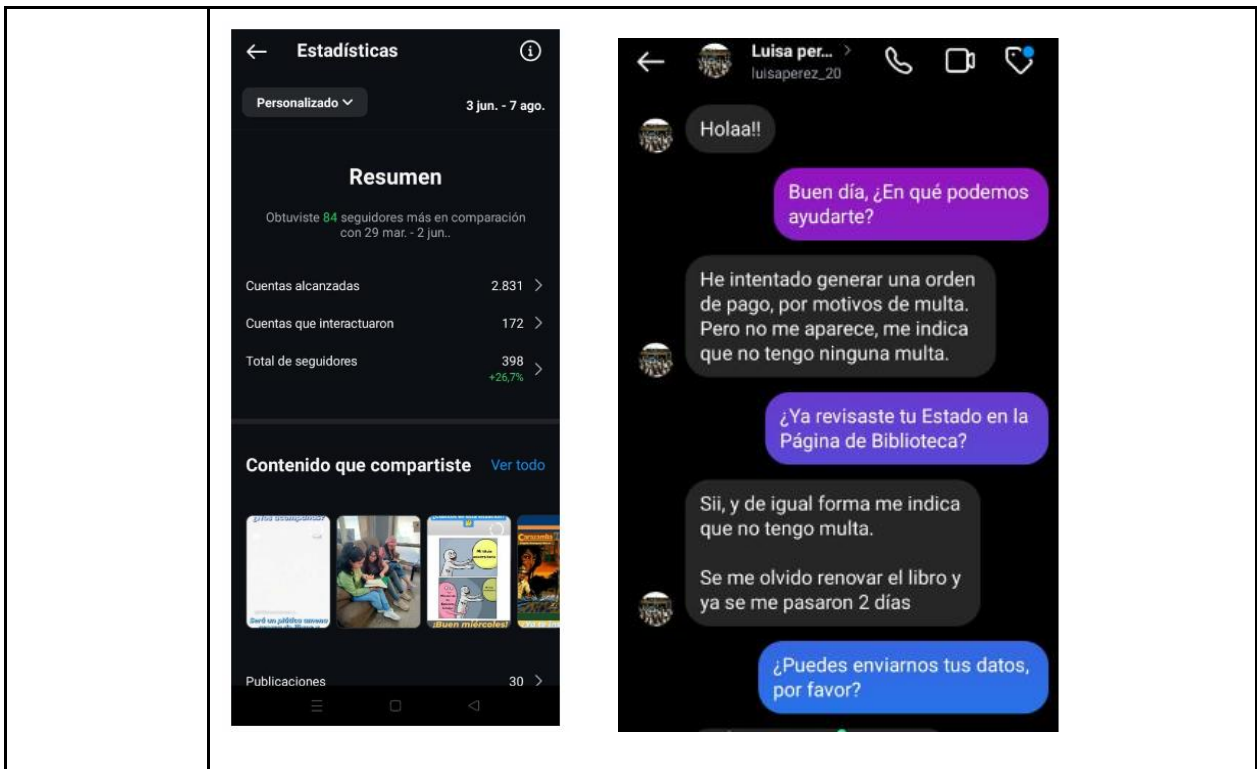 Estadísticas
Personalizado
3 jun. - 7 ago.
Resumen
Obtuviste 84 seguidores más en comparación
con 29 mar. - 2 jun..
Cuentas alcanzadas 2.831
Cuentas que interactuaron 172
Total de seguidores 398
+26,7%
Contenido que compartiste Ver todo
¡Buen miércoles!
Publicaciones 30
Luisa per...
luisaperez_20
Holaa!!
Buen día, ¿En qué podemos
ayudarte?
He intentado generar una orden
de pago, por motivos de multa.
Pero no me aparece, me indica
que no tengo ninguna multa.
¿Ya revisaste tu Estado en la
Página de Biblioteca?
Sii, y de igual forma me indica
que no tengo multa.
Se me olvido renovar el libro y
ya se me pasaron 2 días
¿Puedes enviarnos tus datos,
por favor?